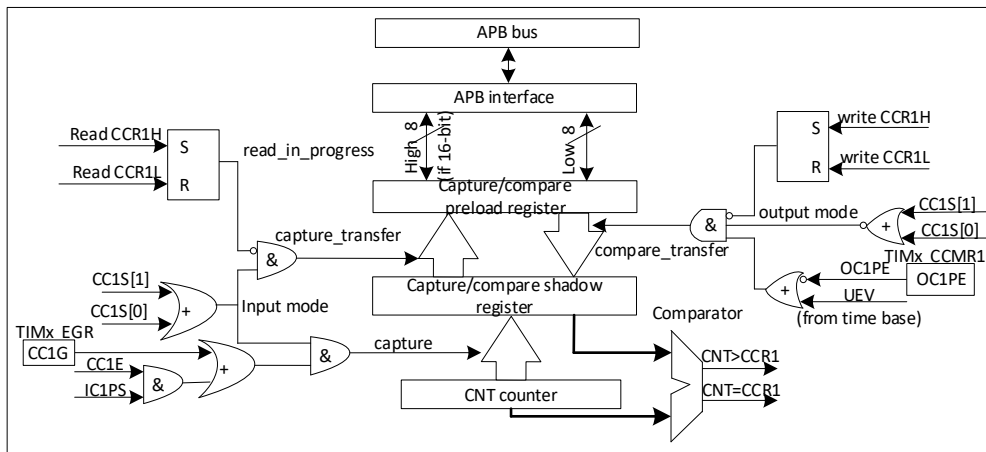 APB bus
APB interface
Read CCR1H
Read CCR1L
S
R
read_in_progress
High 8
(if 16-bit)
Low 8
S
R
write CCR1H
write CCR1L
Capture/compare
preload register
capture_transfer
&
compare_transfer
&
output mode
+
CC1S[1]
CC1S[0]
TIMx_CCMR1
OC1PE
OC1PE
+
UEV
(from time base)
CC1S[1]
CC1S[0]
+
Input mode
Capture/compare shadow
register
Comparator
TIMx_EGR
CC1G
CC1E
IC1PS
&
+
&
capture
CNT counter
CNT>CCR1
CNT=CCR1